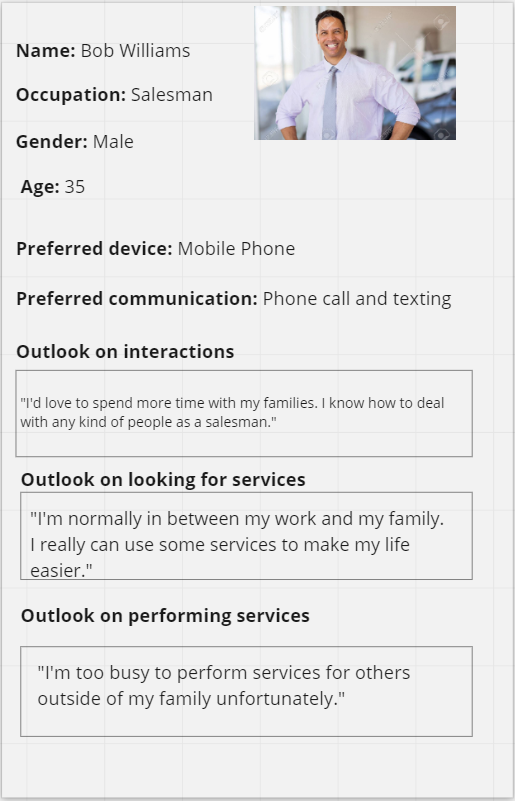 Name: Bob Williams
Occupation: Salesman
Gender: Male
Age: 35
Preferred device: Mobile Phone
Preferred communication: Phone call and texting
Outlook on interactions
"I'd love to spend more time with my families. I know how to deal
with any kind of people as a salesman."
Outlook on looking for services
"I'm normally in between my work and my family.
I really can use some services to make my life
easier."
Outlook on performing services
"I'm too busy to perform services for others
outside of my family unfortunately."